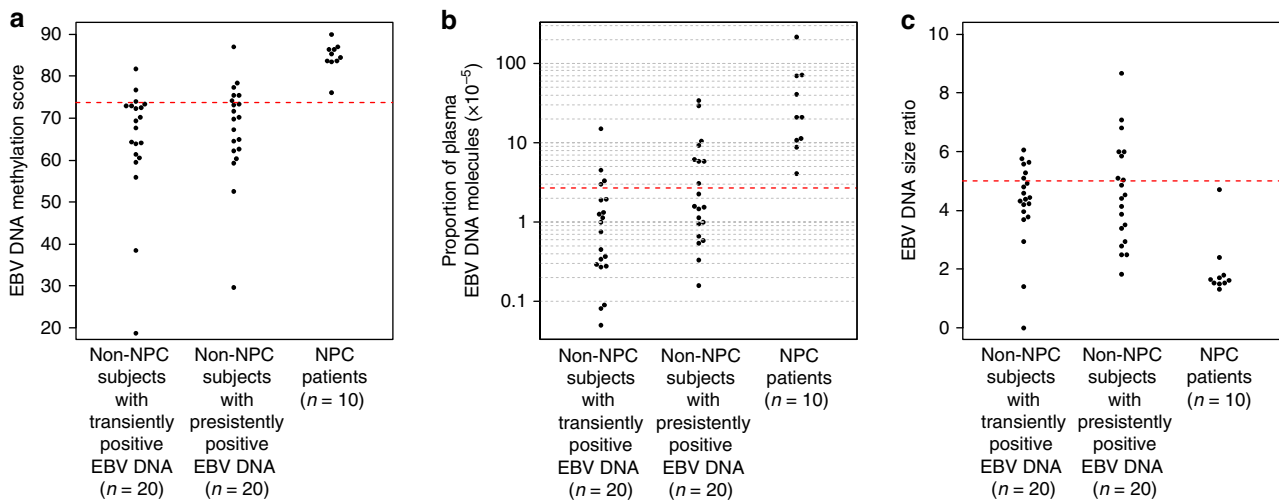 a
EBV DNA methylation score
90
80
70
60
50
40
30
20
Non-NPC
subjects
with
transiently
positive
EBV DNA
(n = 20)
Non-NPC
subjects
with
presistently
positive
EBV DNA
(n = 20)
NPC
patients
(n = 10)
b
Proportion of plasma
EBV DNA molecules (×10⁻⁵)
100
10
1
0.1
Non-NPC
subjects
with
transiently
positive
EBV DNA
(n = 20)
Non-NPC
subjects
with
presistently
positive
EBV DNA
(n = 20)
NPC
patients
(n = 10)
c
EBV DNA size ratio
10
8
6
4
2
0
Non-NPC
subjects
with
transiently
positive
EBV DNA
(n = 20)
Non-NPC
subjects
with
presistently
positive
EBV DNA
(n = 20)
NPC
patients
(n = 10)